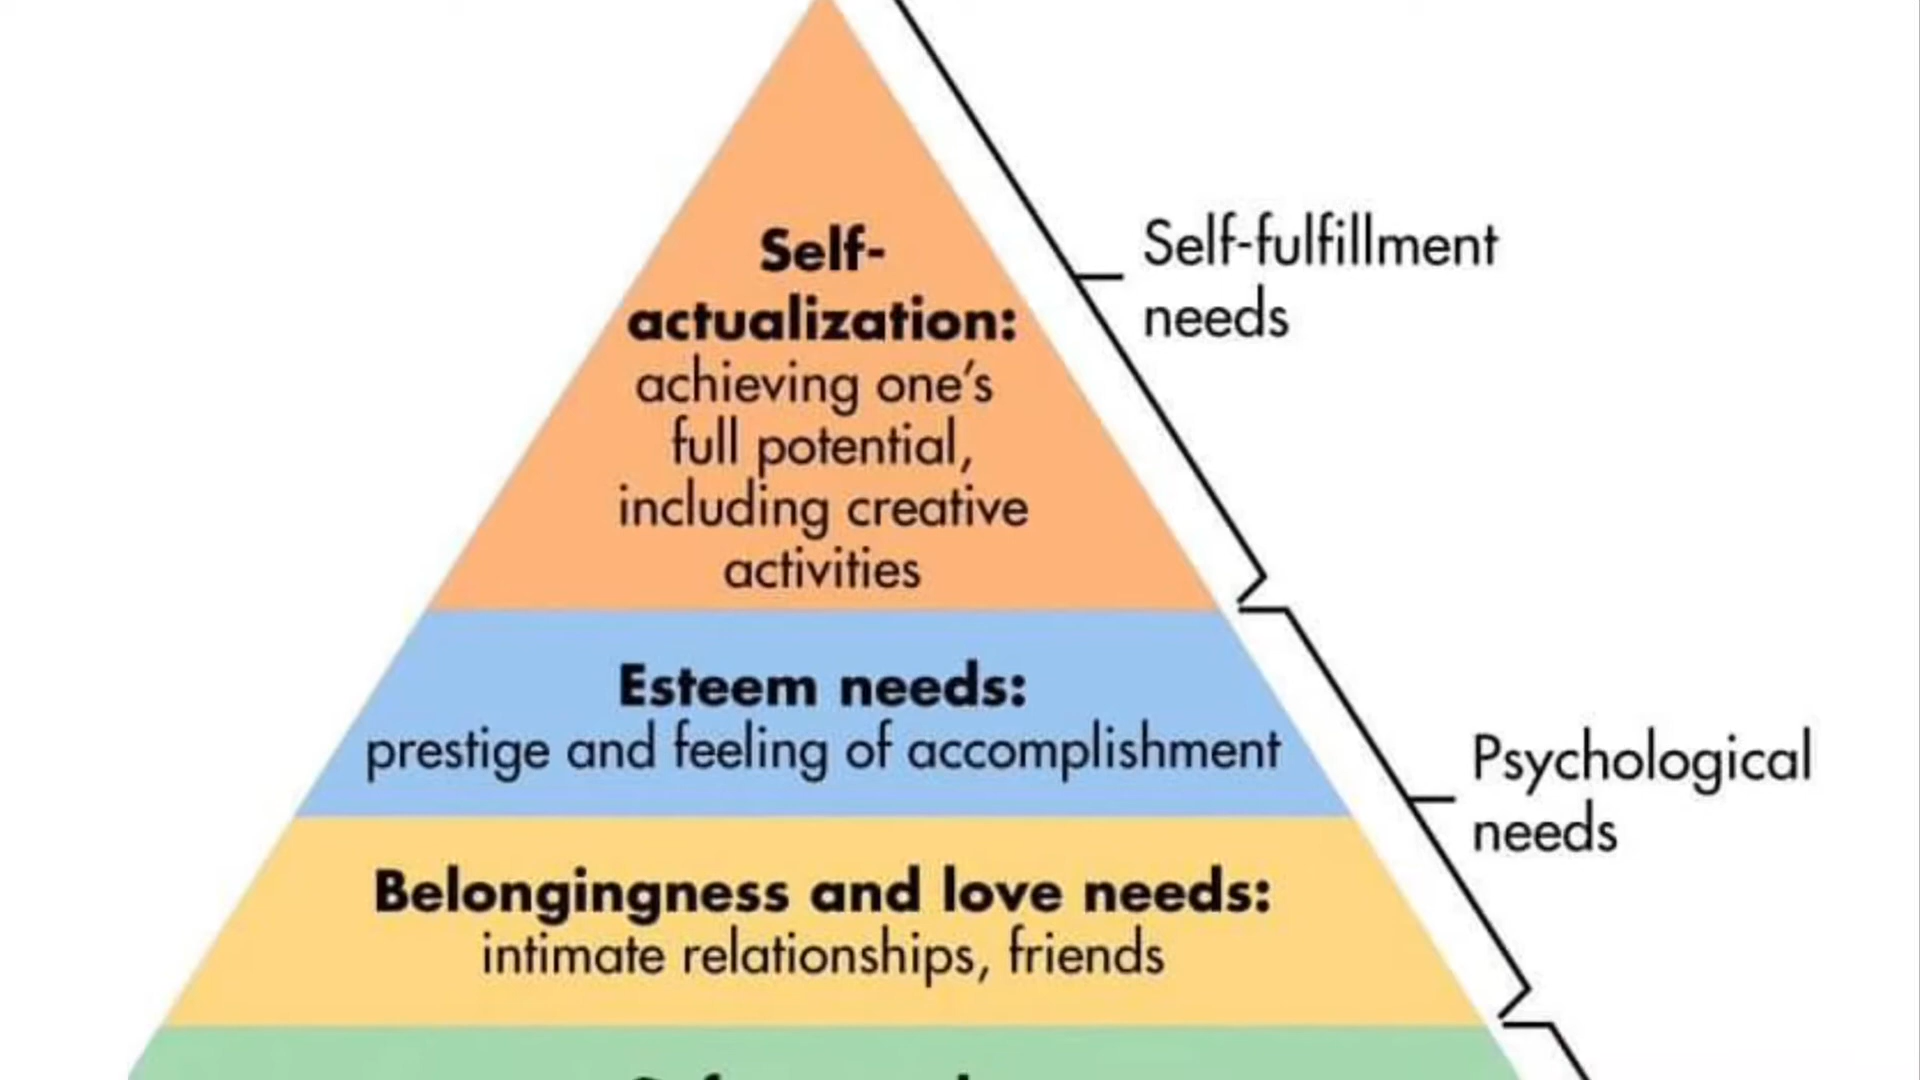 Self-
actualization:
achieving one’s
full potential,
including creative
activities
Self-fulfillment
needs
Esteem needs:
prestige and feeling of accomplishment
Psychological
needs
Belongingness and love needs:
intimate relationships, friends